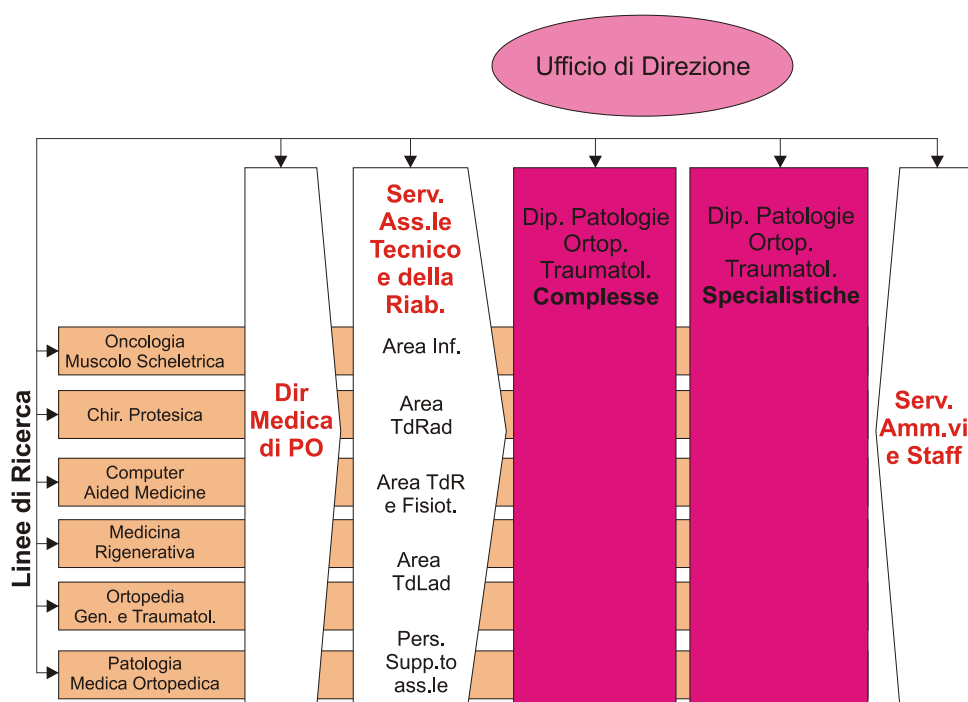 Ufficio di Direzione
Linee di Ricerca
Oncologia
Muscolo Scheletrica
Chir. Protesica
Computer
Aided Medicine
Medicina
Rigenerativa
Ortopedia
Gen. e Traumatol.
Patologia
Medica Ortopedica
Dir
Medica
di PO
Serv.
Ass.le
Tecnico
e della
Riab.
Area Inf.
Area
TdRad
Area TdR
e Fisiot.
Area
TdLad
Pers.
Supp.to
ass.le
Dip. Patologie
Ortop.
Traumatol.
Complesse
Dip. Patologie
Ortop.
Traumatol.
Specialistiche
Serv.
Amm.vi
e Staff